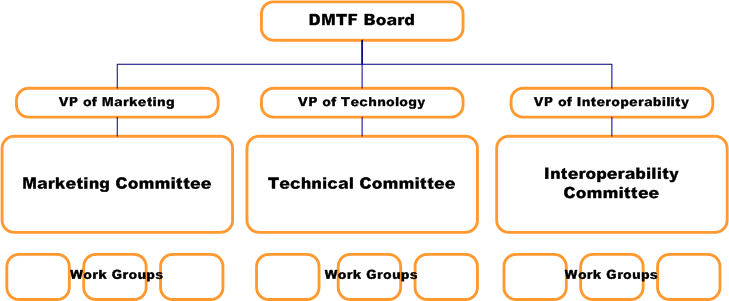 DMTF Board
VP of Marketing
VP of Technology
VP of Interoperability
Marketing Committee
Technical Committee
Interoperability
Committee
Work Groups
Work Groups
Work Groups